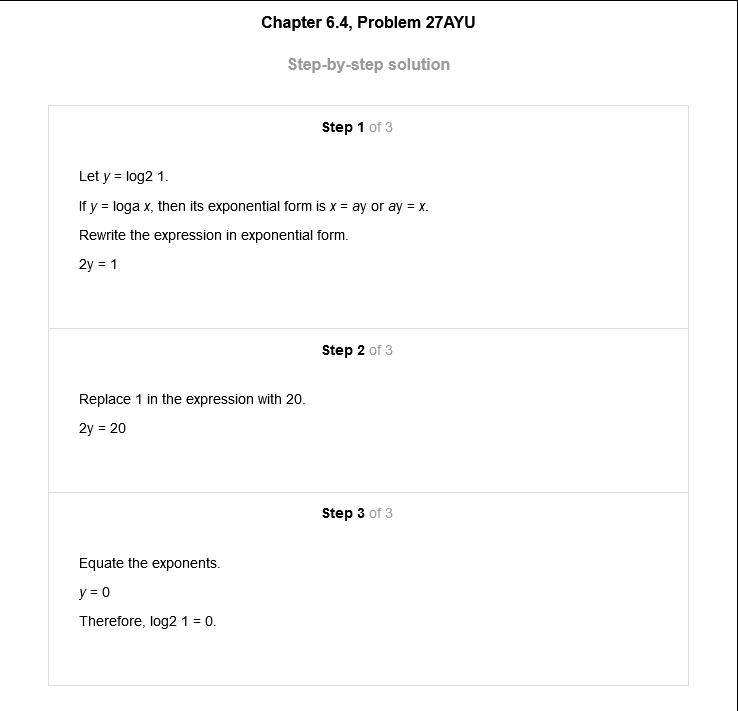 Chapter 6.4, Problem 27AYU
Step-by-step solution
Step 1 of 3
Let y = log2 1.
If y = loga x, then its exponential form is x = ay or ay = x.
Rewrite the expression in exponential form.
2y = 1
Step 2 of 3
Replace 1 in the expression with 20.
2y = 20
Step 3 of 3
Equate the exponents.
y = 0
Therefore, log2 1 = 0.